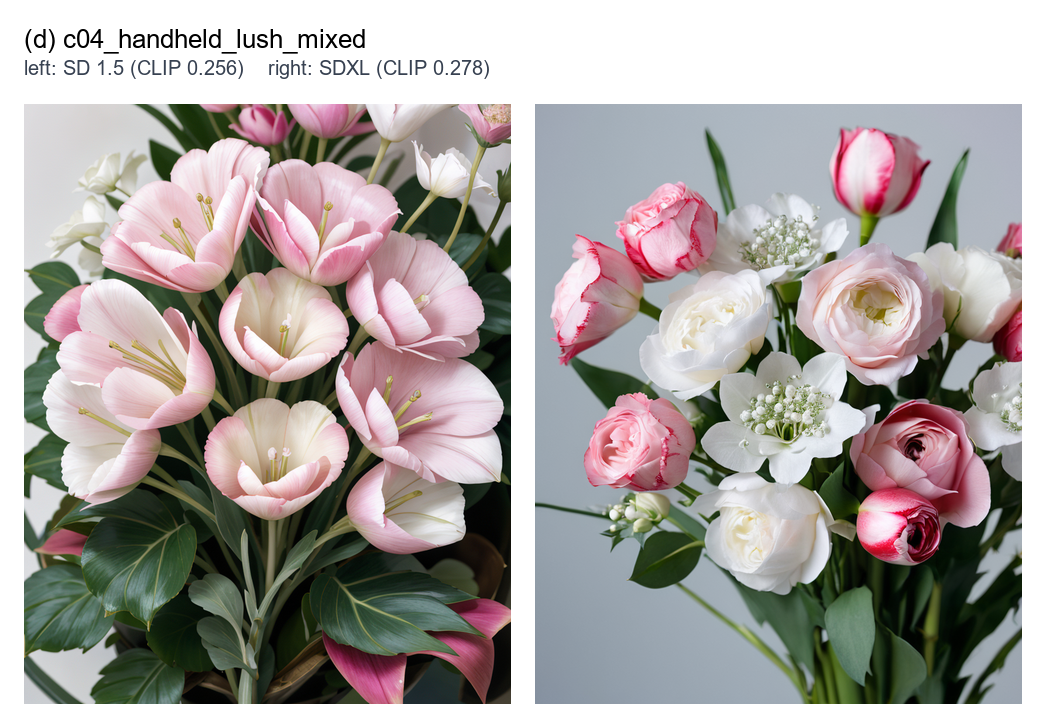 (d) c04_handheld_lush_mixed
left: SD 1.5 (CLIP 0.256)    right: SDXL (CLIP 0.278)